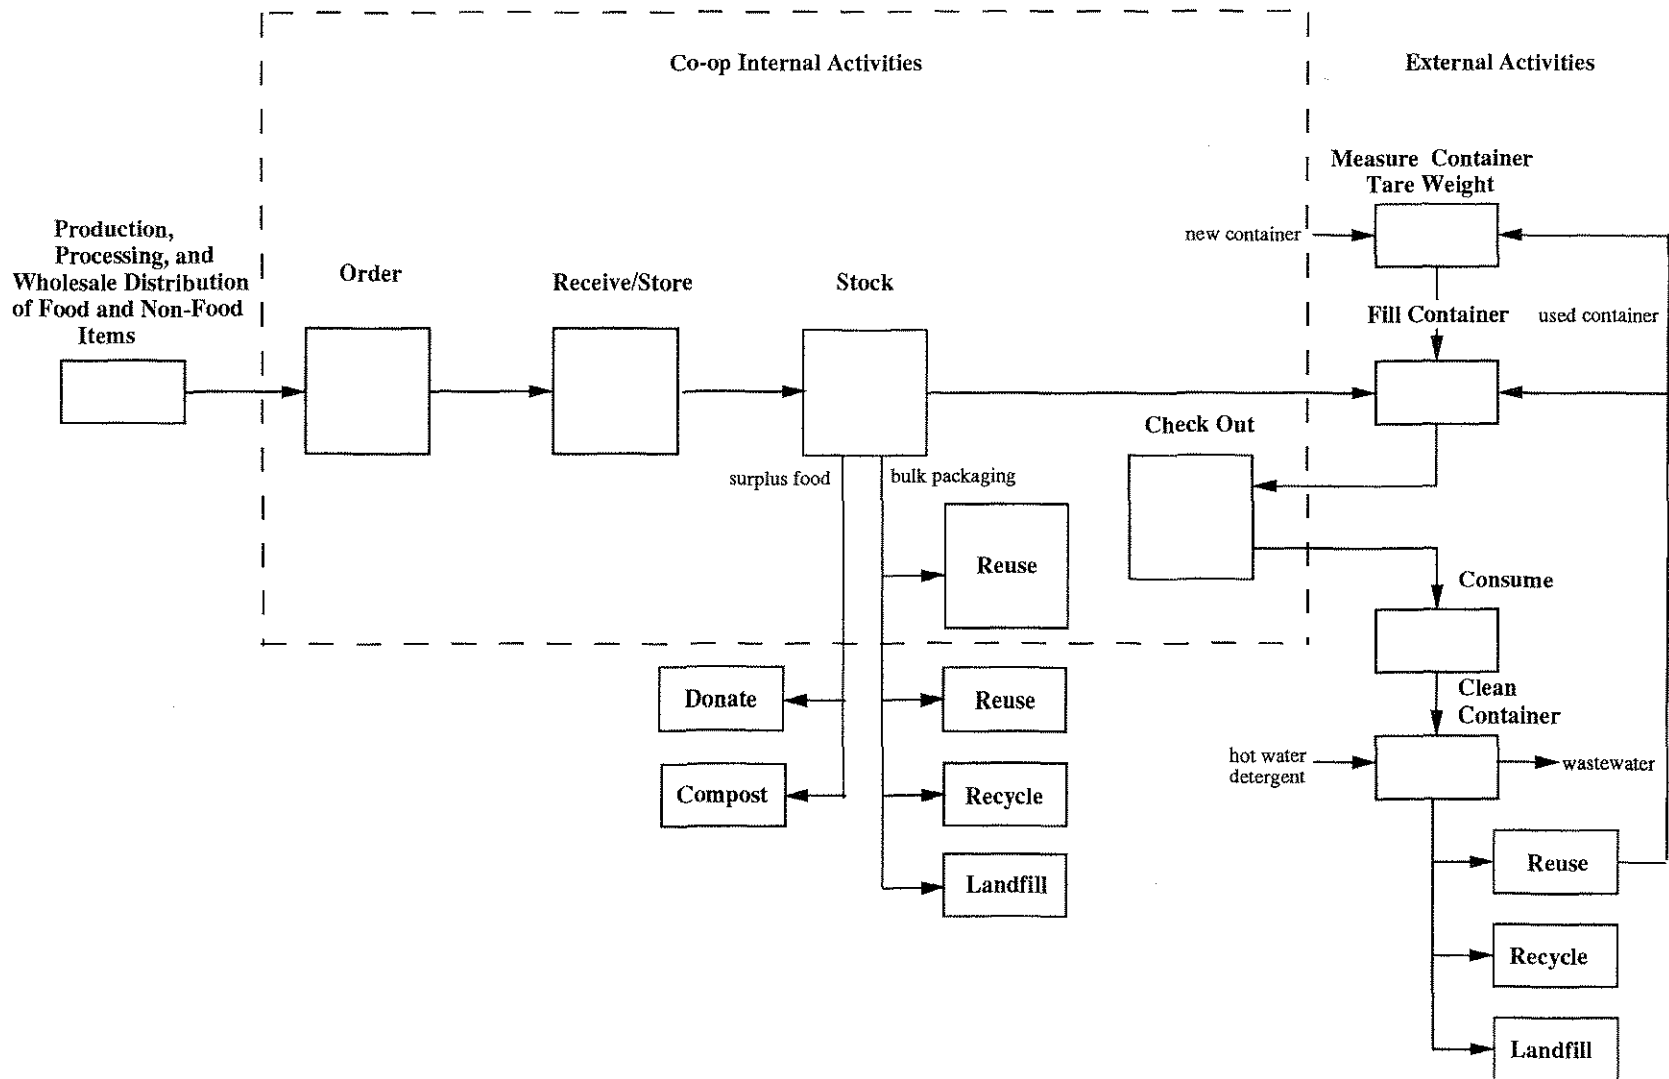 Co-op Internal Activities
External Activities
Measure Container
Tare Weight
new container
Production,
Processing, and
Wholesale Distribution
of Food and Non-Food
Items
Order
Receive/Store
Stock
Fill Container
used container
Check Out
surplus food
bulk packaging
Reuse
Consume
Donate
Reuse
Clean
Container
hot water
detergent
wastewater
Compost
Recycle
Reuse
Landfill
Recycle
Landfill